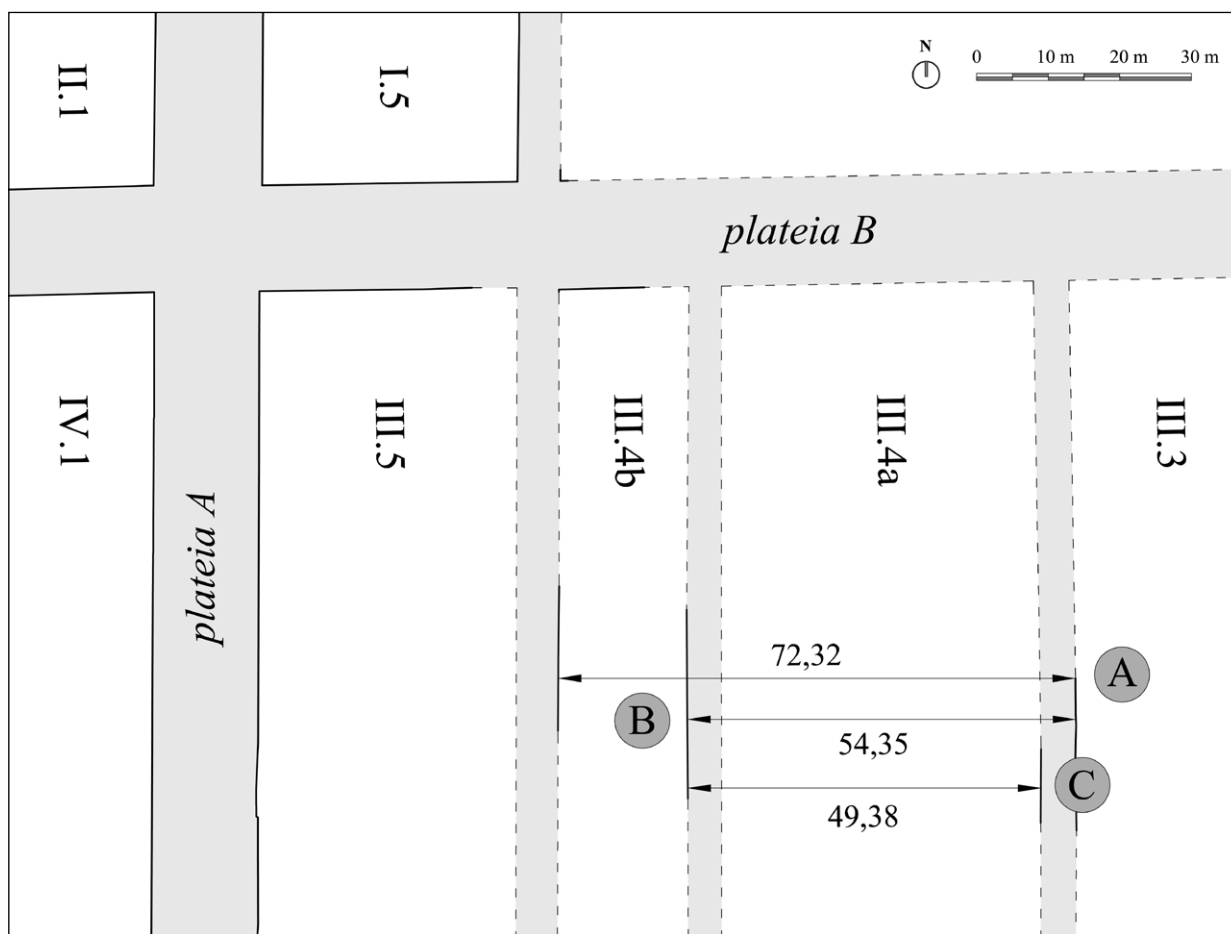 II.1
I.5
N
0 10 m 20 m 30 m
plateia B
IV.1
plateia A
III.5
III.4b
III.4a
III.3
72,32
A
B
54,35
C
49,38